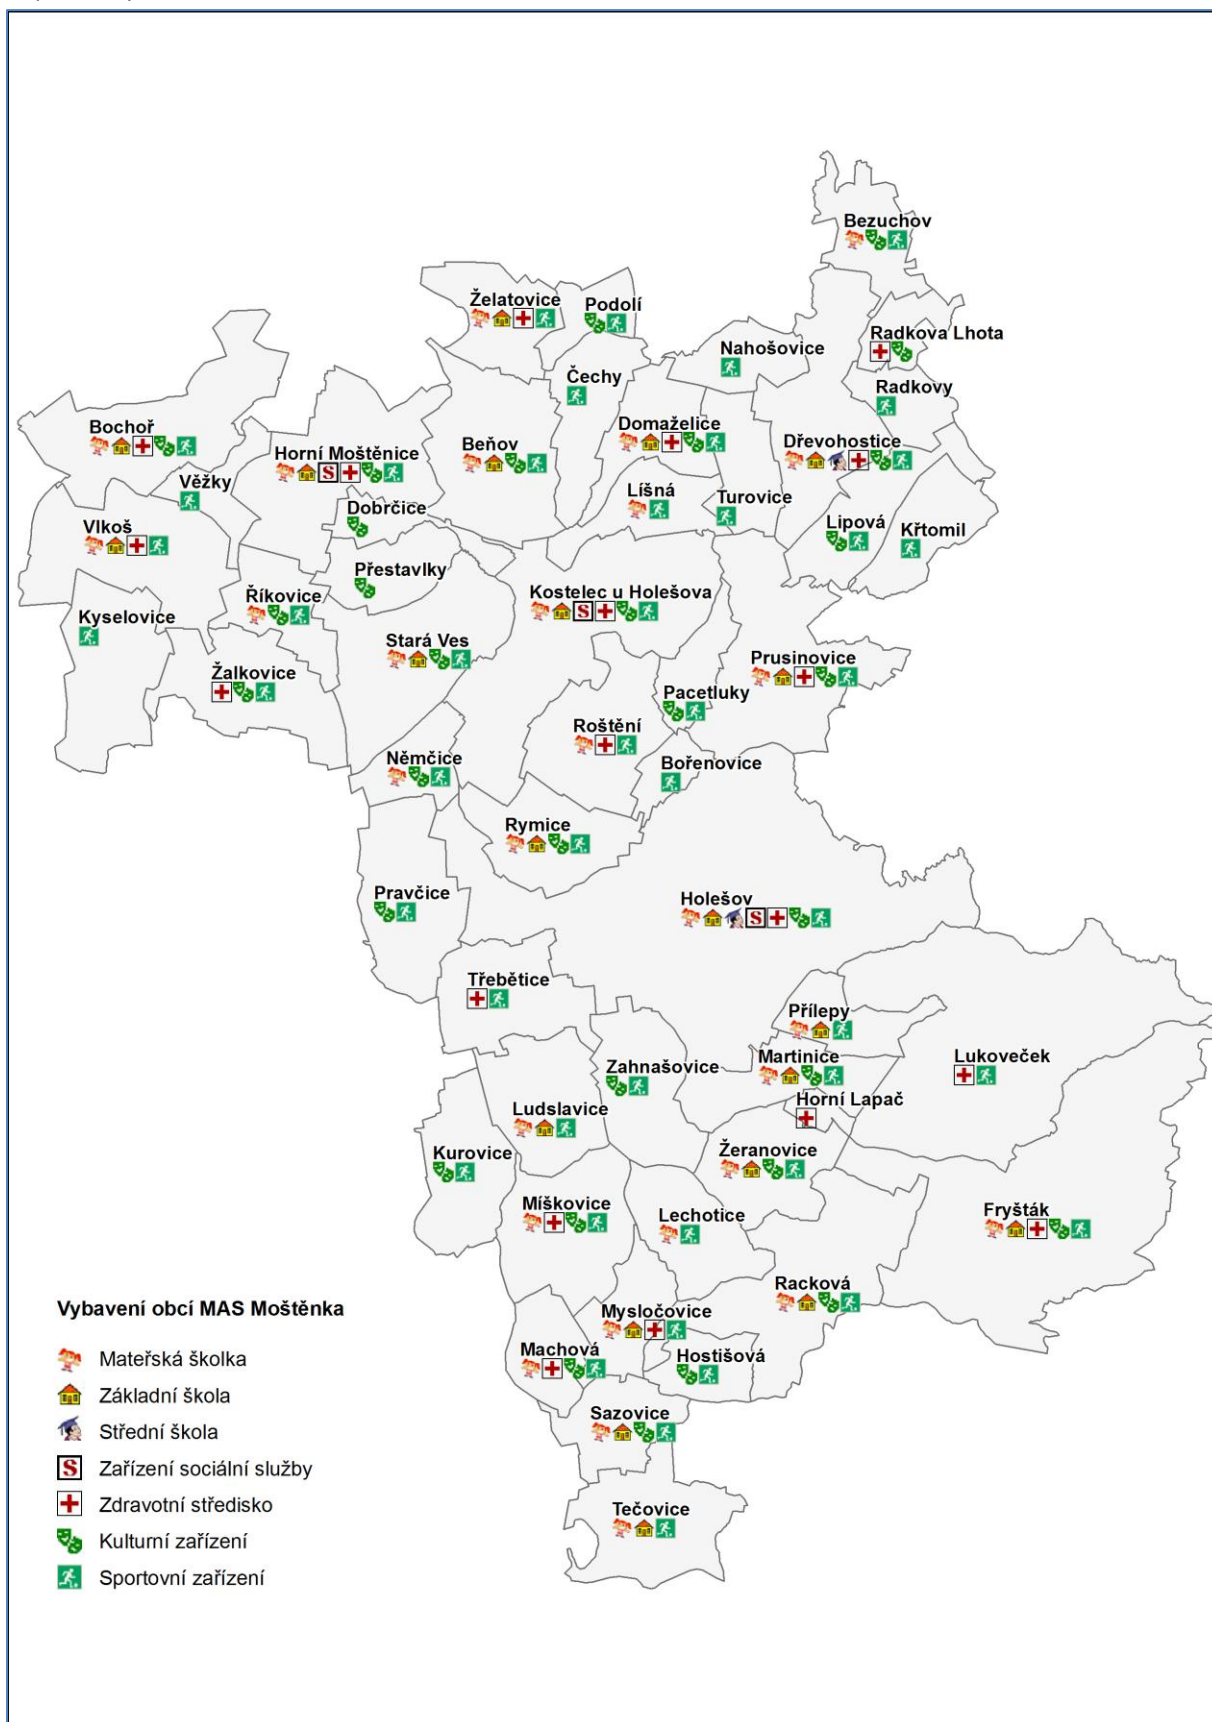 Bezuchov
Želatovice
Podolí
Radkova Lhota
Nahošovice
Čechy
Radkovy
Bochoř
Domaželice
Dřevohostice
Beňov
Horní Moštěnice
Věžky
Líšná
Turovice
Dobrčice
Lipová
Křtomil
Vlkoš
Přestavlky
Kostelec u Holešova
Říkovice
Kyselovice
Stará Ves
Prusinovice
Žalkovice
Pacetluky
Roštění
Němčice
Bořenovice
Rymice
Pravčice
Holešov
Třebětice
Přílepy
Martinice
Lukoveček
Zahnašovice
Horní Lapač
Ludslavice
Kurovice
Žeranovice
Míškovice
Lechotice
Fryšták
Racková
Mysločovice
Machová
Hostišová
Sazovice
Tečovice
Vybavení obcí MAS Moštěnka
Mateřská školka
Základní škola
Střední škola
S Zařízení sociální služby
Zdravotní středisko
Kulturní zařízení
Sportovní zařízení